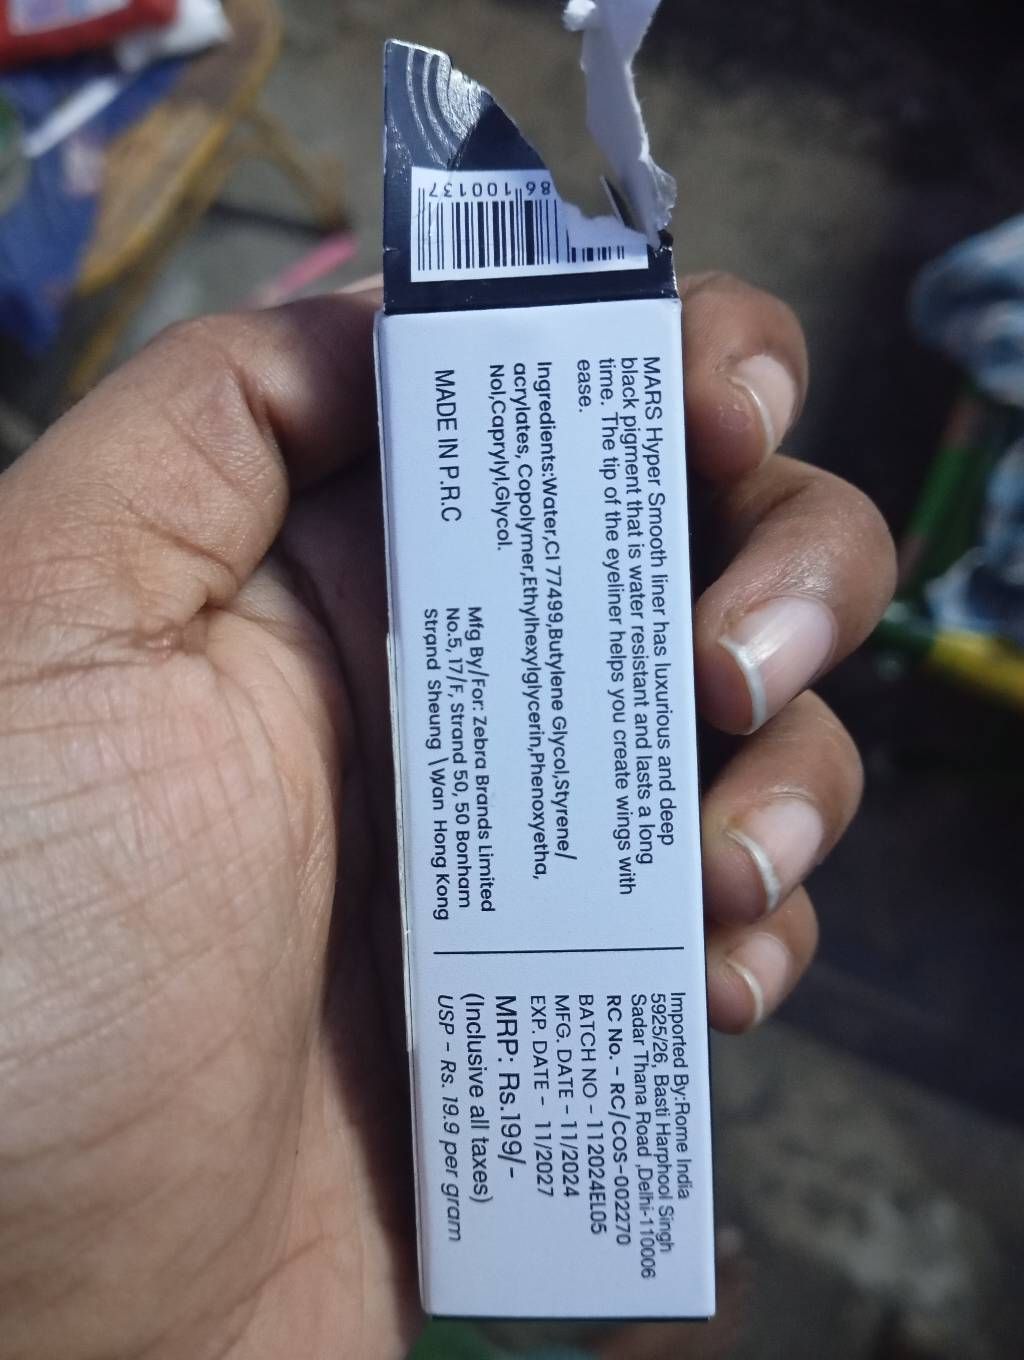 86 10013
MARS Hyper Smooth liner has luxurious and deep
black pigment that is water resistant and lasts a long
time. The tip of the eyeliner helps you create wings with
ease.
Ingredients:Water,CI 77499,Butylene Glycol,Styrene/
acrylates, Copolymer,Ethylhexylglycerin,Phenoxyetha,
Nol,Caprylyl,Glycol.
MADE IN P.R.C
Mfg By/For: Zebra Brands Limited
No.5, 17/F, Strand 50, 50 Bonham
Strand Sheung \Wan Hong Kong
Imported By:Rome India
5925/26, Basti Harphool Singh
Sadar Thana Road ,Delhi-110006
RC No. - RC/COS-002270
BATCH NO - 112024EL05
MFG. DATE - 11/2024
EXP. DATE - 11/2027
MRP: Rs.199/-
(Inclusive all taxes)
USP - Rs. 19.9 per gram